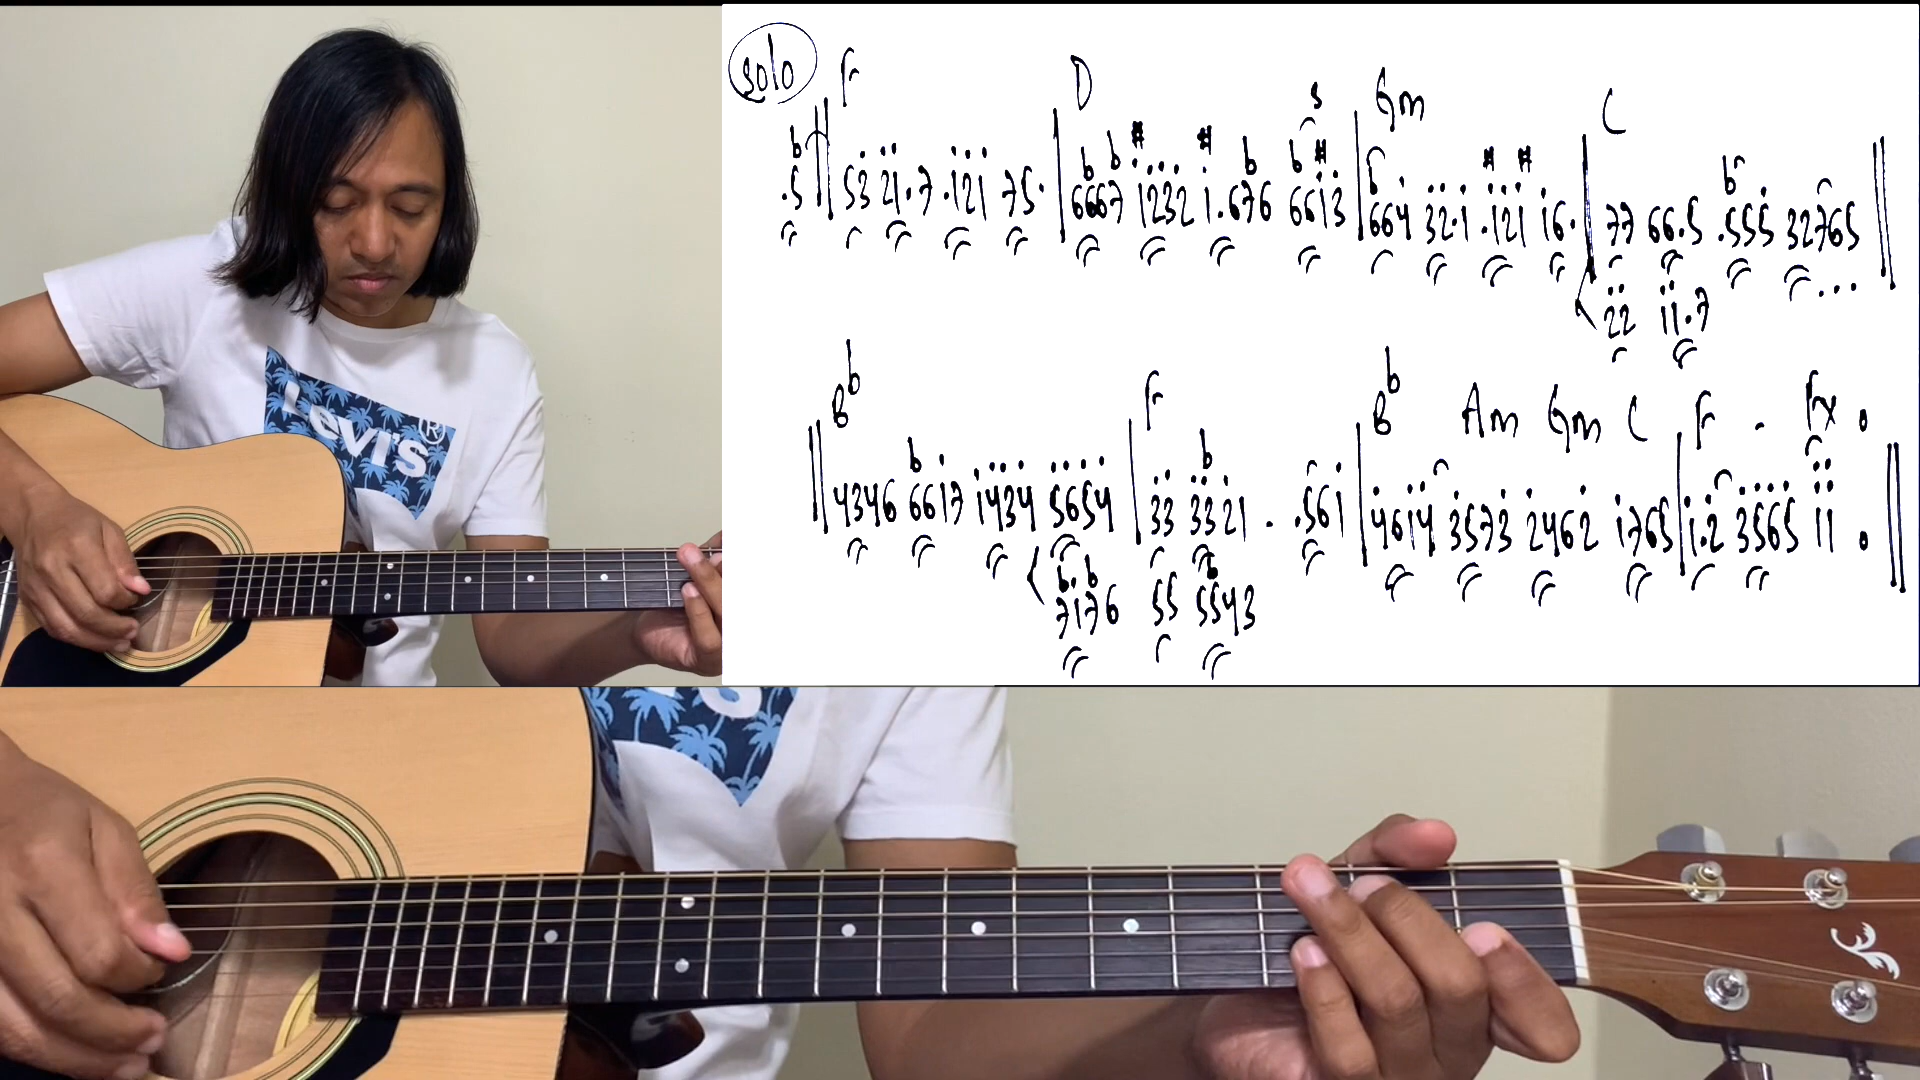 solo F D Gm C
.5 53 21.7 .121 75. 6667 1232 1.676 6613 664 32.1 .121 16. 77 66.5 .555 32765
22 11.7
Bb F Bb Am Gm C F . Fx
4346 6617 1434 5654 33 3321 . .561 4614 3573 2462 1765 1.2 3565 11 .
7176 55 5543
Levi's®